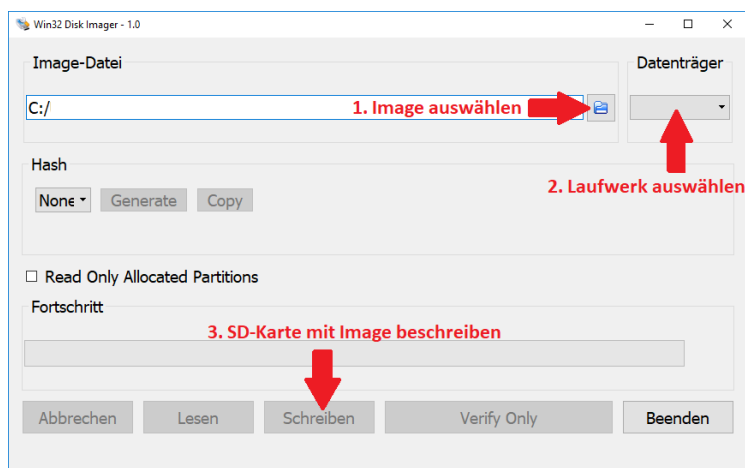 Win32 Disk Imager - 1.0
Image-Datei
Datenträger
C:/
1. Image auswählen
2. Laufwerk auswählen
Hash
None
Generate
Copy
Read Only Allocated Partitions
Fortschritt
3. SD-Karte mit Image beschreiben
Abbrechen
Lesen
Schreiben
Verify Only
Beenden